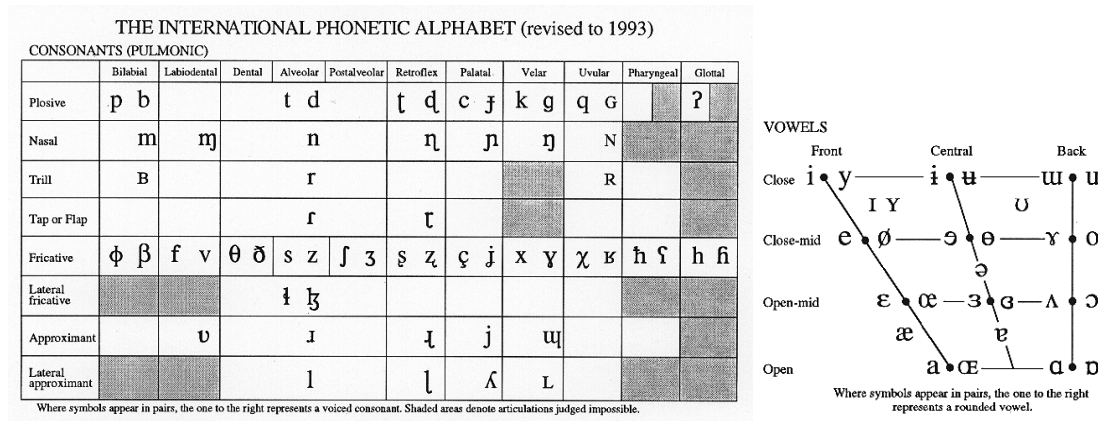 THE INTERNATIONAL PHONETIC ALPHABET (revised to 1993)
CONSONANTS (PULMONIC)
Bilabial Labiodental Dental Alveolar Postalveolar Retroflex Palatal Velar Uvular Pharyngeal Glottal
Plosive p b t d ʈ ɖ c ɟ k ɡ q ɢ ʔ
Nasal m ɱ n ɳ ɲ ŋ ɴ
Trill ʙ r ʀ
Tap or Flap ɾ ɽ
Fricative ɸ β f v θ ð s z ʃ ʒ ʂ ʐ ç ʝ x ɣ χ ʁ ħ ʕ h ɦ
Lateral
fricative ɬ ɮ
Approximant ʋ ɹ ɻ j ɰ
Lateral
approximant l ɭ ʎ ʟ
Where symbols appear in pairs, the one to the right represents a voiced consonant. Shaded areas denote articulations judged impossible.
VOWELS
Front Central Back
Close i y ɨ ʉ ɯ u
ɪ ʏ ʊ
Close-mid e ø ɘ ɵ ɤ o
ə
Open-mid ɛ œ ɜ ɞ ʌ ɔ
æ ɐ
Open a ɶ ɑ ɒ
Where symbols appear in pairs, the one to the right
represents a rounded vowel.